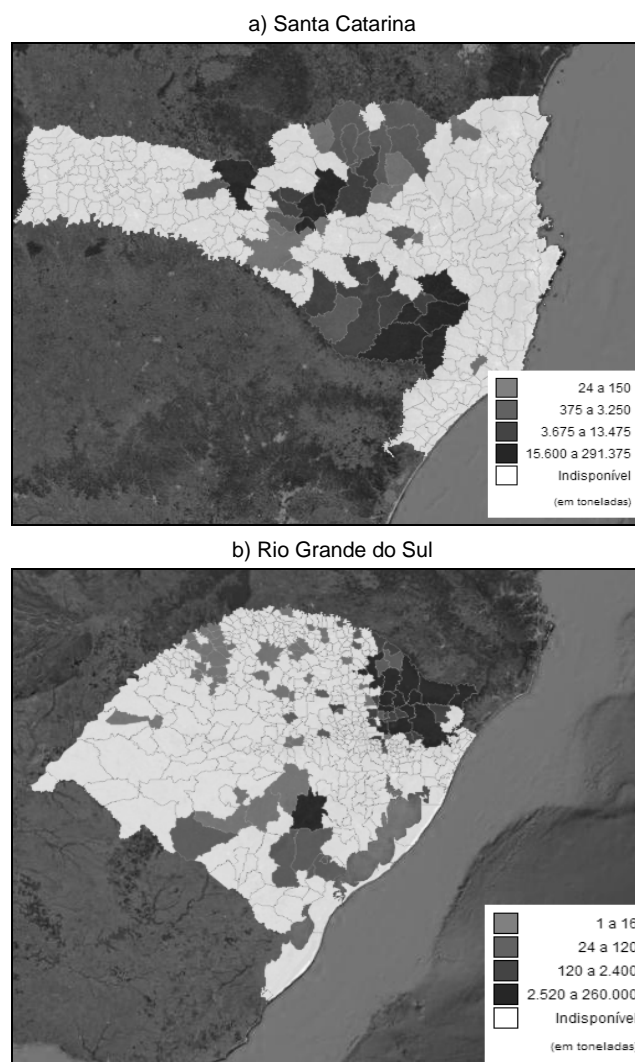 a) Santa Catarina
24 a 150
375 a 3.250
3.675 a 13.475
15.600 a 291.375
Indisponível
(em toneladas)
b) Rio Grande do Sul
1 a 16
24 a 120
120 a 2.400
2.520 a 260.000
Indisponível
(em toneladas)